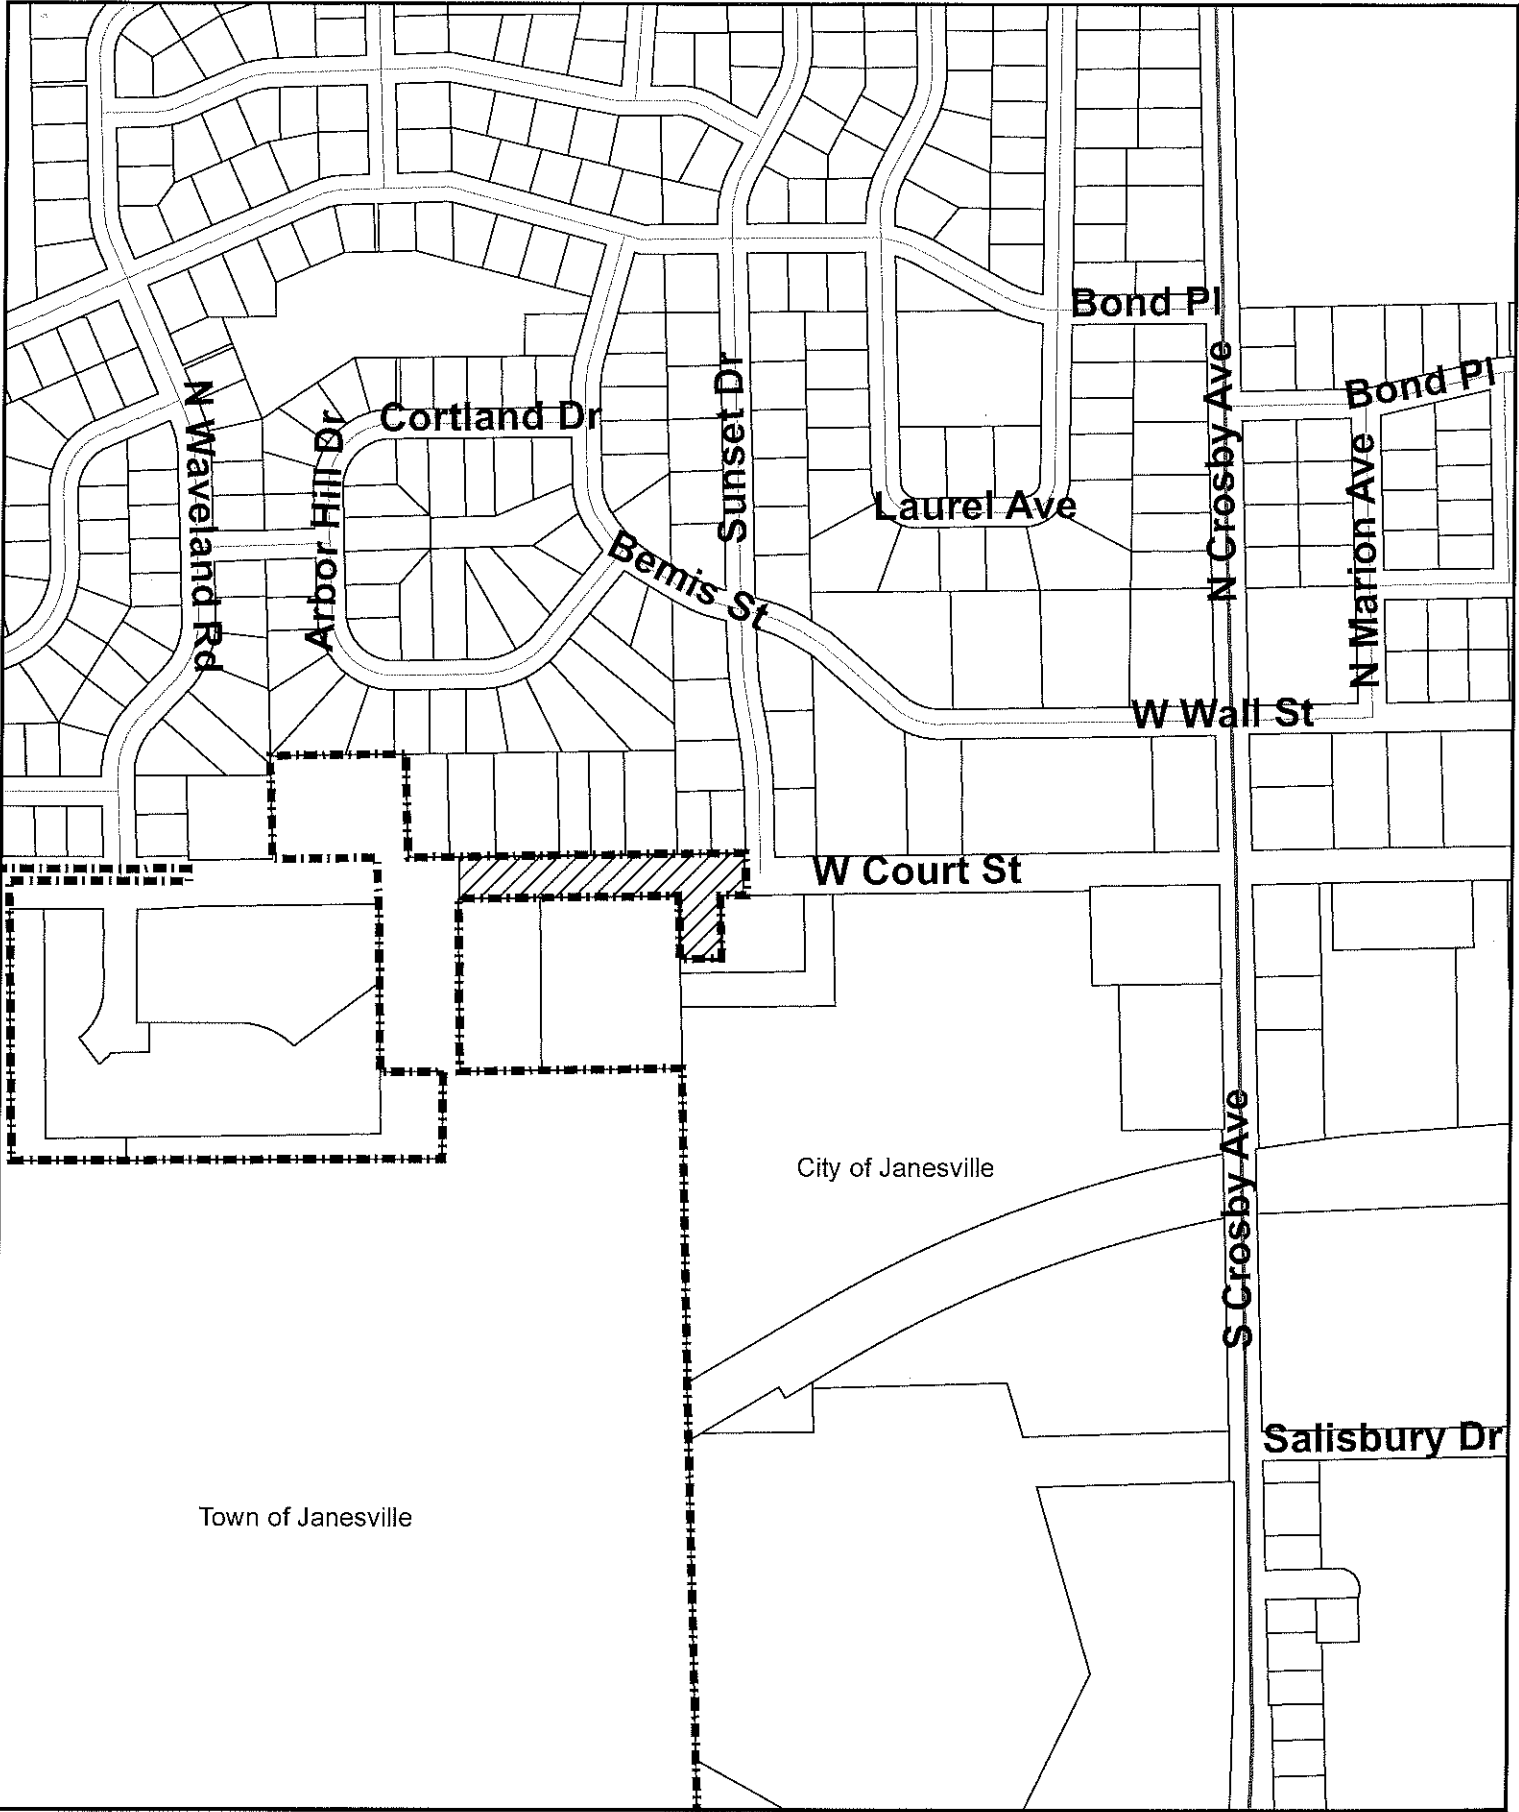 Bond Pl
N Crosby Ave
Bond Pl
Sunset Dr
N Waveland Rd
Cortland Dr
Arbor Hill Dr
N Marion Ave
Laurel Ave
Bemis St
W Wall St
W Court St
S Crosby Ave
City of Janesville
Salisbury Dr
Town of Janesville